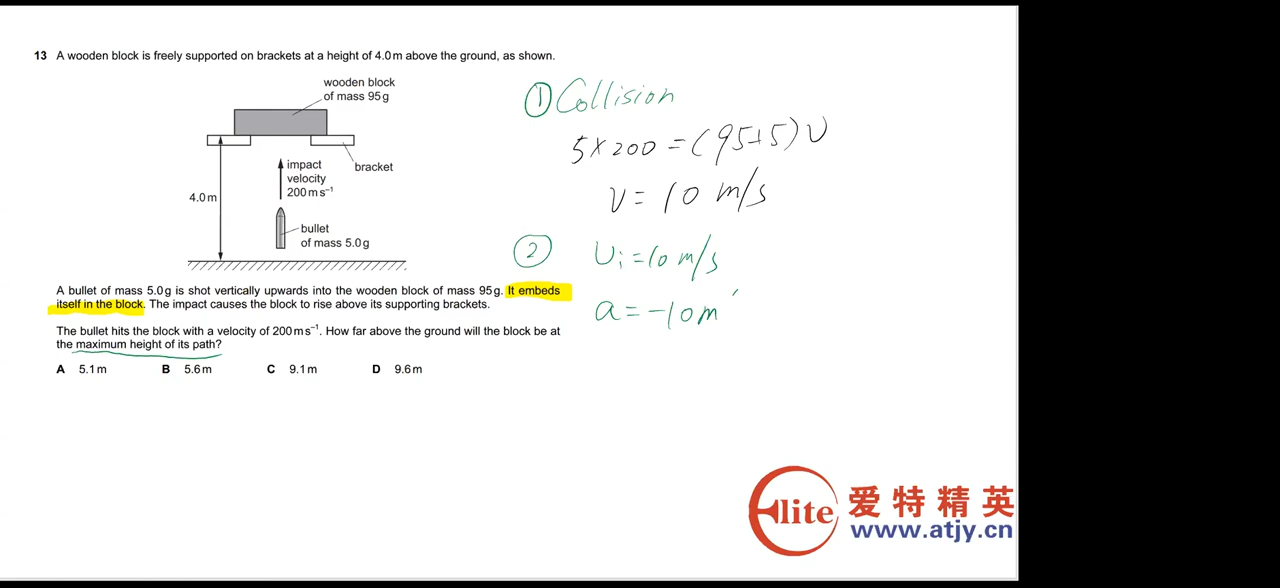 13 A wooden block is freely supported on brackets at a height of 4.0 m above the ground, as shown.
wooden block
of mass 95 g
impact
velocity
200 m s⁻¹
bracket
4.0 m
bullet
of mass 5.0 g
A bullet of mass 5.0 g is shot vertically upwards into the wooden block of mass 95 g. It embeds
itself in the block. The impact causes the block to rise above its supporting brackets.
The bullet hits the block with a velocity of 200 m s⁻¹. How far above the ground will the block be at
the maximum height of its path?
A 5.1 m B 5.6 m C 9.1 m D 9.6 m
① Collision
5 × 200 = (95+5) v
v = 10 m/s
② Ui = 10 m/s
a = -10 m
Elite 爱特精英
www.atjy.cn